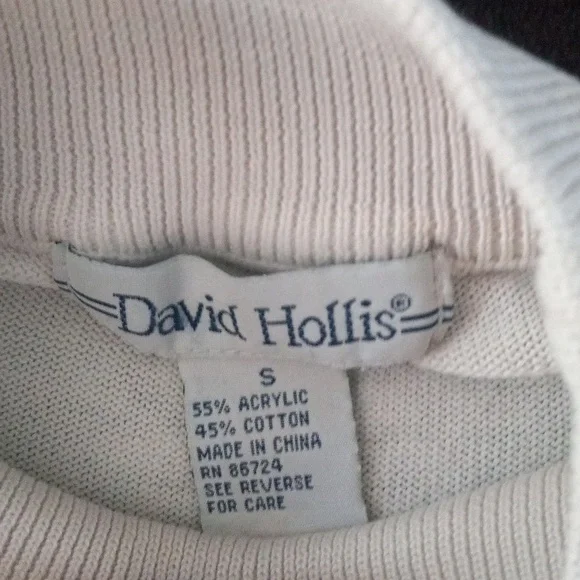 David Hollis®
S
55% ACRYLIC
45% COTTON
MADE IN CHINA
RN 86724
SEE REVERSE
FOR CARE